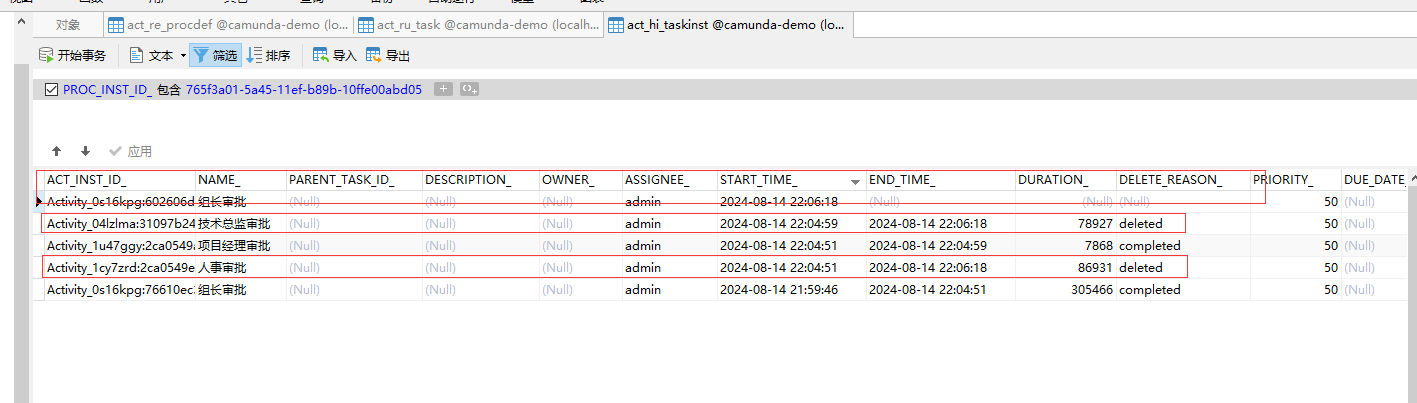 对象 act_re_procdef @camunda-demo (lo... act_ru_task @camunda-demo (localh... act_hi_taskinst @camunda-demo (lo...
开始事务 文本 筛选 排序 导入 导出
PROC_INST_ID_ 包含 765f3a01-5a45-11ef-b89b-10ffe00abd05
应用
ACT_INST_ID_ NAME_ PARENT_TASK_ID_ DESCRIPTION_ OWNER_ ASSIGNEE_ START_TIME_ END_TIME_ DURATION_ DELETE_REASON_ PRIORITY_ DUE_DATE_
Activity_0s16kpg:602606d 组长审批 (Null) (Null) (Null) admin 2024-08-14 22:06:18 (Null) (Null) (Null) 50 (Null)
Activity_04lzlma:31097b24 技术总监审批 (Null) (Null) (Null) admin 2024-08-14 22:04:59 2024-08-14 22:06:18 78927 deleted 50 (Null)
Activity_1u47ggy:2ca0549a 项目经理审批 (Null) (Null) (Null) admin 2024-08-14 22:04:51 2024-08-14 22:04:59 7868 completed 50 (Null)
Activity_1cy7zrd:2ca0549e 人事审批 (Null) (Null) (Null) admin 2024-08-14 22:04:51 2024-08-14 22:06:18 86931 deleted 50 (Null)
Activity_0s16kpg:76610ec 组长审批 (Null) (Null) (Null) admin 2024-08-14 21:59:46 2024-08-14 22:04:51 305466 completed 50 (Null)